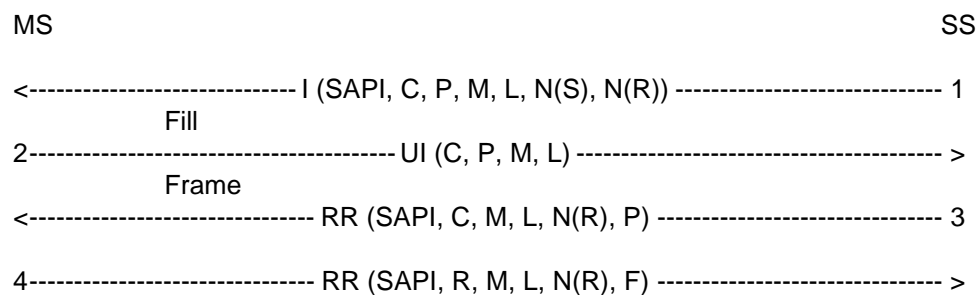 MS SS
<------------------------------ I (SAPI, C, P, M, L, N(S), N(R)) ------------------------------ 1
Fill
2----------------------------------------- UI (C, P, M, L) ----------------------------------------- >
Frame
<-------------------------------- RR (SAPI, C, M, L, N(R), P) -------------------------------- 3
4-------------------------------- RR (SAPI, R, M, L, N(R), F) -------------------------------- >